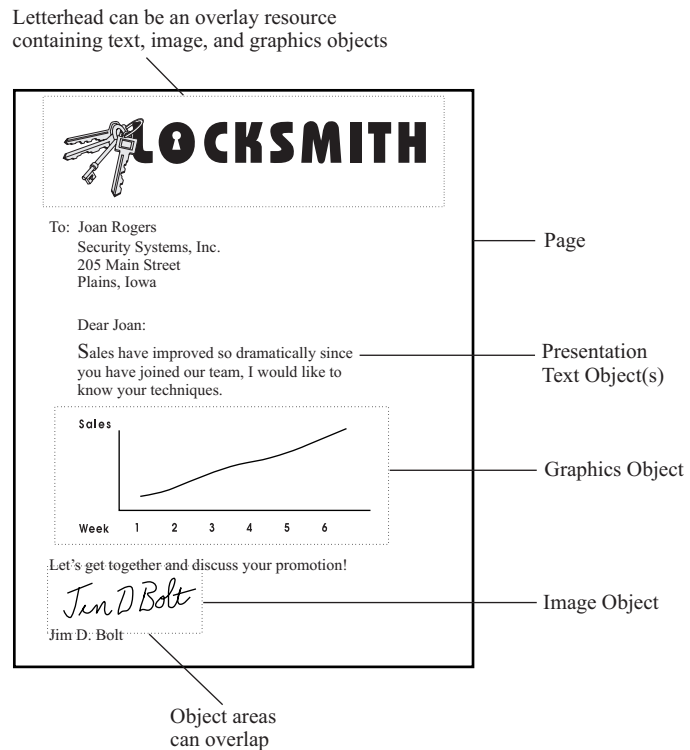 Letterhead can be an overlay resource
containing text, image, and graphics objects
LOCKSMITH
To: Joan Rogers
Security Systems, Inc.
205 Main Street
Plains, Iowa
Page
Dear Joan:
Sales have improved so dramatically since
you have joined our team, I would like to
know your techniques.
Presentation
Text Object(s)
Sales
Graphics Object
Week 1 2 3 4 5 6
Let's get together and discuss your promotion!
Jim D Bolt
Image Object
Jim D. Bolt
Object areas
can overlap